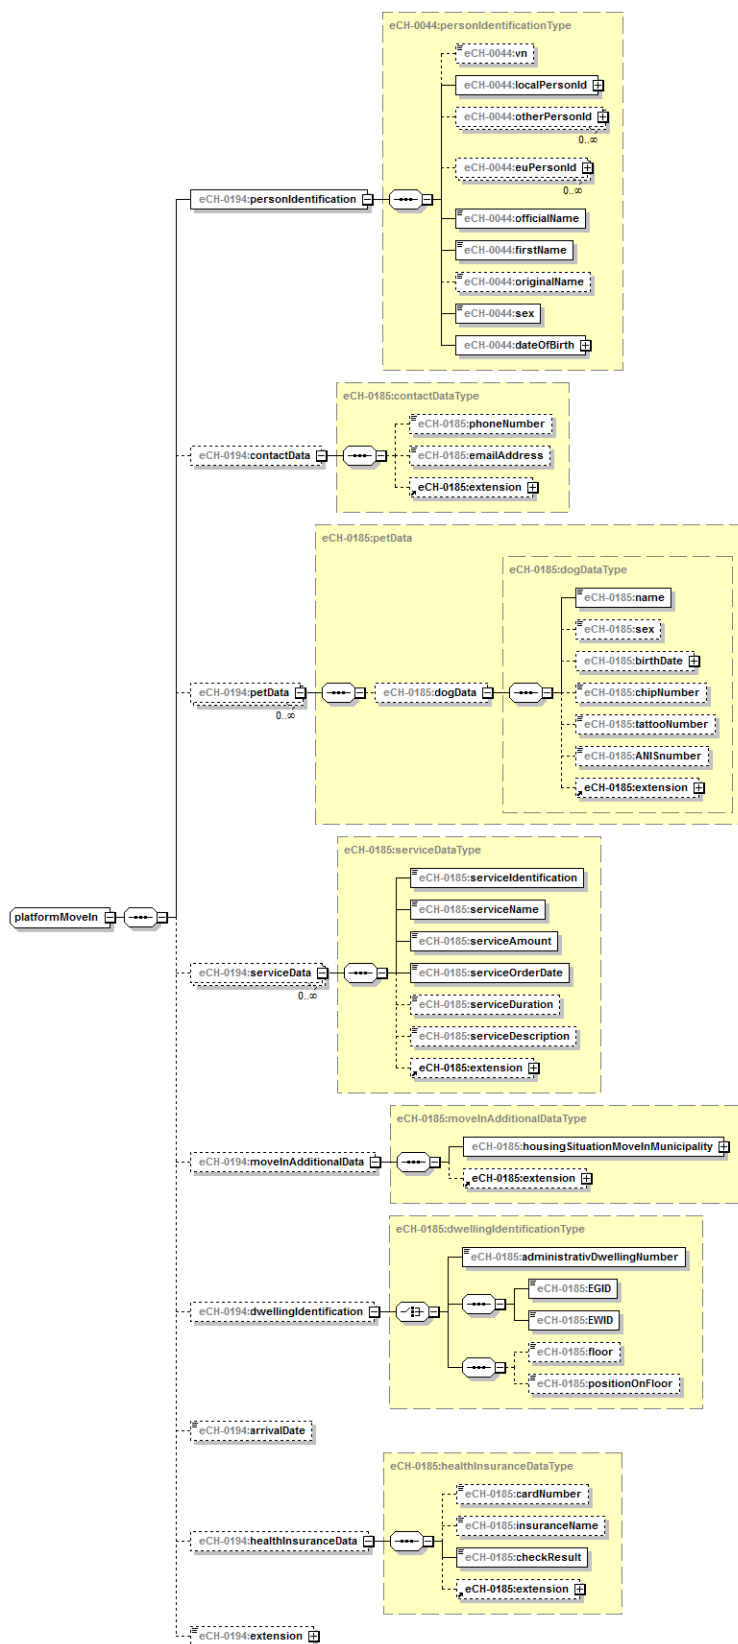 eCH-0044:personIdentificationType
eCH-0044:vn
eCH-0044:localPersonId
eCH-0044:otherPersonId
0..∞
eCH-0044:euPersonId
0..∞
eCH-0194:personIdentification
eCH-0044:officialName
eCH-0044:firstName
eCH-0044:originalName
eCH-0044:sex
eCH-0044:dateOfBirth
eCH-0185:contactDataType
eCH-0185:phoneNumber
eCH-0194:contactData
eCH-0185:emailAddress
eCH-0185:extension
eCH-0185:petData
eCH-0185:dogDataType
eCH-0185:name
eCH-0185:sex
eCH-0185:birthDate
eCH-0194:petData
0..∞
eCH-0185:dogData
eCH-0185:chipNumber
eCH-0185:tattooNumber
eCH-0185:ANISnumber
eCH-0185:extension
eCH-0185:serviceDataType
eCH-0185:serviceIdentification
eCH-0185:serviceName
platformMoveIn
eCH-0185:serviceAmount
eCH-0194:serviceData
0..∞
eCH-0185:serviceOrderDate
eCH-0185:serviceDuration
eCH-0185:serviceDescription
eCH-0185:extension
eCH-0185:moveInAdditionalDataType
eCH-0185:housingSituationMoveInMunicipality
eCH-0194:moveInAdditionalData
eCH-0185:extension
eCH-0185:dwellingIdentificationType
eCH-0185:administrativDwellingNumber
eCH-0185:EGID
eCH-0194:dwellingIdentification
eCH-0185:EWID
eCH-0185:floor
eCH-0185:positionOnFloor
eCH-0194:arrivalDate
eCH-0185:healthInsuranceDataType
eCH-0185:cardNumber
eCH-0185:insuranceName
eCH-0194:healthInsuranceData
eCH-0185:checkResult
eCH-0185:extension
eCH-0194:extension